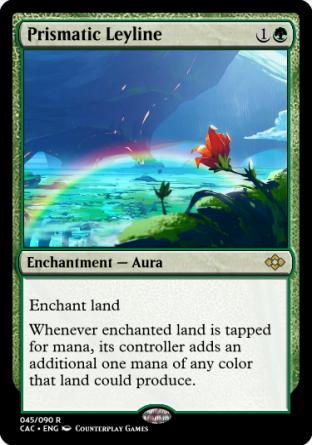 Prismatic Leyline 1
Enchantment — Aura
Enchant land
Whenever enchanted land is tapped
for mana, its controller adds an
additional one mana of any color
that land could produce.
045/090 R
CAC • ENG Counterplay Games